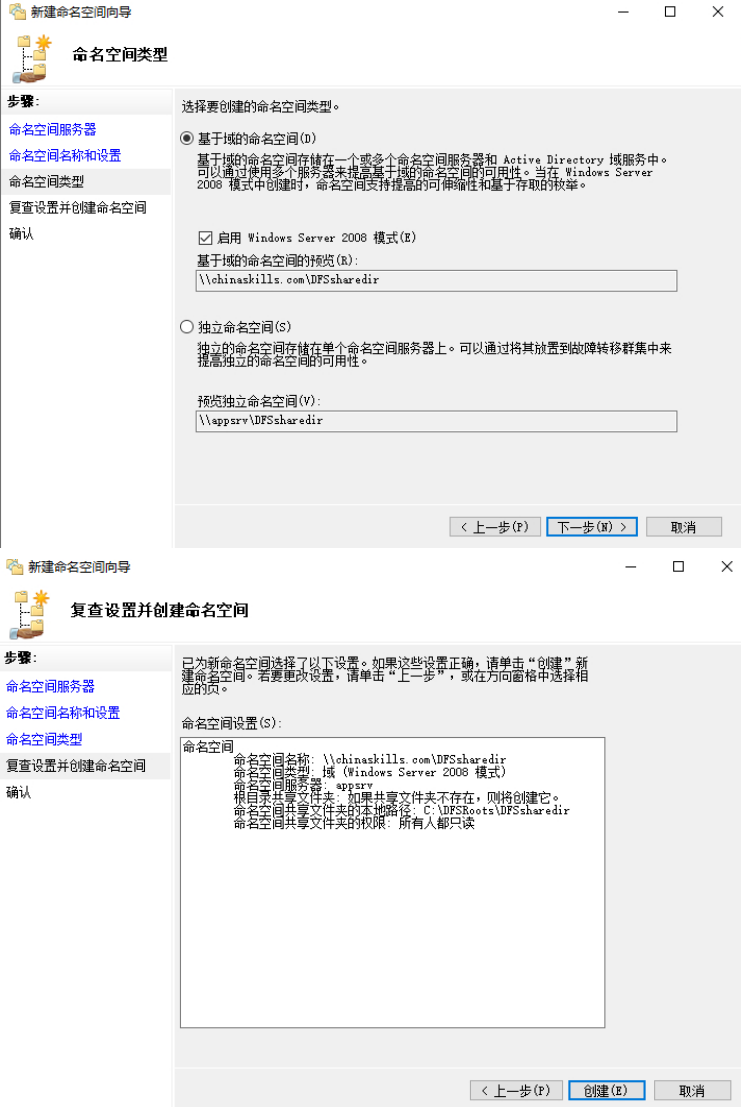 新建命名空间向导
命名空间类型
步骤:
命名空间服务器
命名空间名称和设置
命名空间类型
复查设置并创建命名空间
确认
选择要创建的命名空间类型。
基于域的命名空间(D)
基于域的命名空间存储在一个或多个命名空间服务器和 Active Directory 域服务中。
可以通过使用多个服务器来提高基于域的命名空间的可用性。当在 Windows Server
2008 模式中创建时，命名空间支持提高的可伸缩性和基于存取的枚举。
启用 Windows Server 2008 模式(E)
基于域的命名空间的预览(R):
\\chinaskills.com\DFSsharedir
独立命名空间(S)
独立的命名空间存储在单个命名空间服务器上。可以通过将其放置到故障转移群集中来
提高独立的命名空间的可用性。
预览独立命名空间(V):
\\appsrv\DFSsharedir
< 上一步(P)
下一步(N) >
取消
新建命名空间向导
复查设置并创建命名空间
步骤:
命名空间服务器
命名空间名称和设置
命名空间类型
复查设置并创建命名空间
确认
已为新命名空间选择了以下设置。如果这些设置正确，请单击“创建”新
建命名空间。若要更改设置，请单击“上一步”，或在方向窗格中选择相
应的页。
命名空间设置(S):
命名空间
命名空间名称: \\chinaskills.com\DFSsharedir
命名空间类型: 域 (Windows Server 2008 模式)
命名空间服务器: appsrv
根目录共享文件夹: 如果共享文件夹不存在，则将创建它。
命名空间共享文件夹的本地路径: C:\DFSRoots\DFSsharedir
命名空间共享文件夹的权限: 所有人都只读
< 上一步(P)
创建(E)
取消